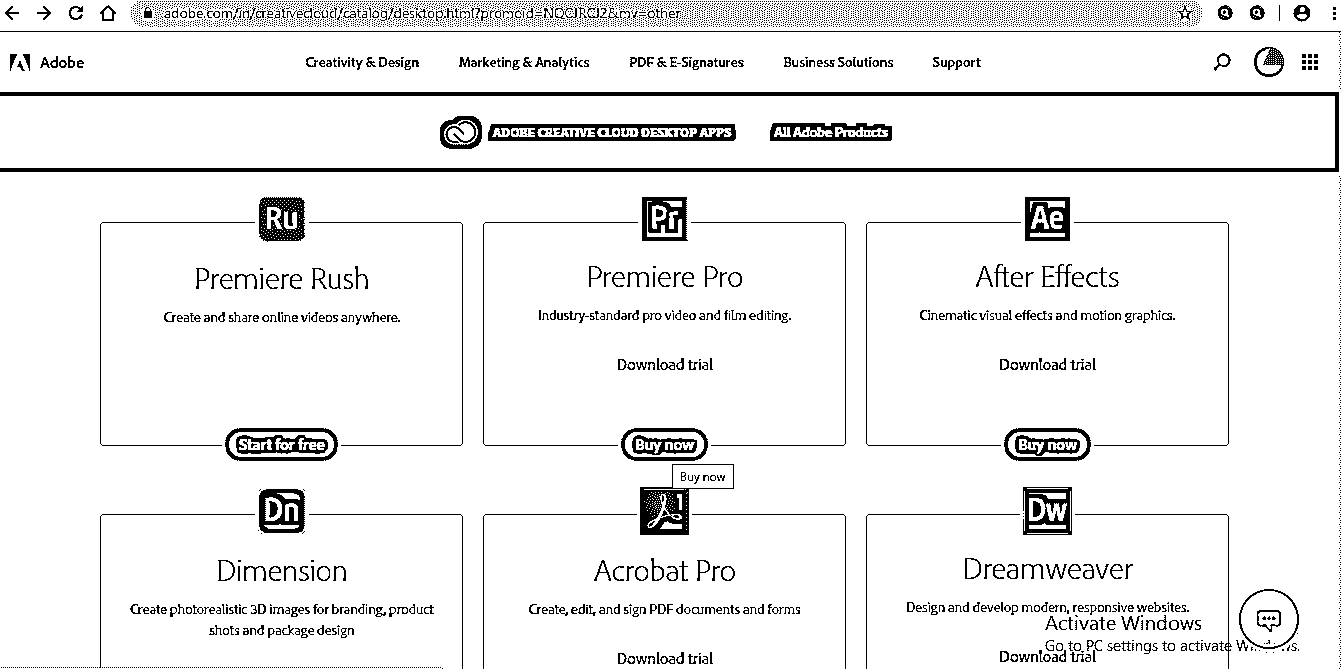 adobe.com/in/creativecloud/catalog/desktop.html?promoid=NQCJRCJ2&mv=other
Adobe
Creativity & Design
Marketing & Analytics
PDF & E-Signatures
Business Solutions
Support
ADOBE CREATIVE CLOUD DESKTOP APPS
All Adobe Products
Ru
Premiere Rush
Create and share online videos anywhere.
Start for free
Pr
Premiere Pro
Industry-standard pro video and film editing.
Download trial
Buy now
Buy now
Ae
After Effects
Cinematic visual effects and motion graphics.
Download trial
Buy now
Dn
Dimension
Create photorealistic 3D images for branding, product
shots and package design
Acrobat Pro
Create, edit, and sign PDF documents and forms
Download trial
Dw
Dreamweaver
Design and develop modern, responsive websites.
Download trial
Activate Windows
Go to PC settings to activate